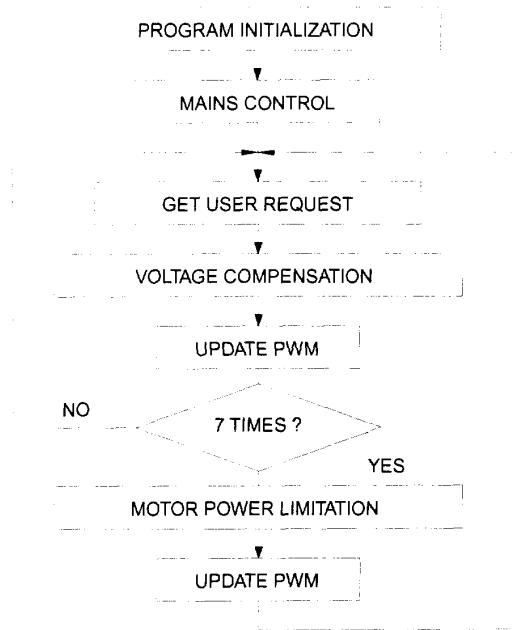 PROGRAM INITIALIZATION
MAINS CONTROL
GET USER REQUEST
VOLTAGE COMPENSATION
UPDATE PWM
NO
7 TIMES ?
YES
MOTOR POWER LIMITATION
UPDATE PWM